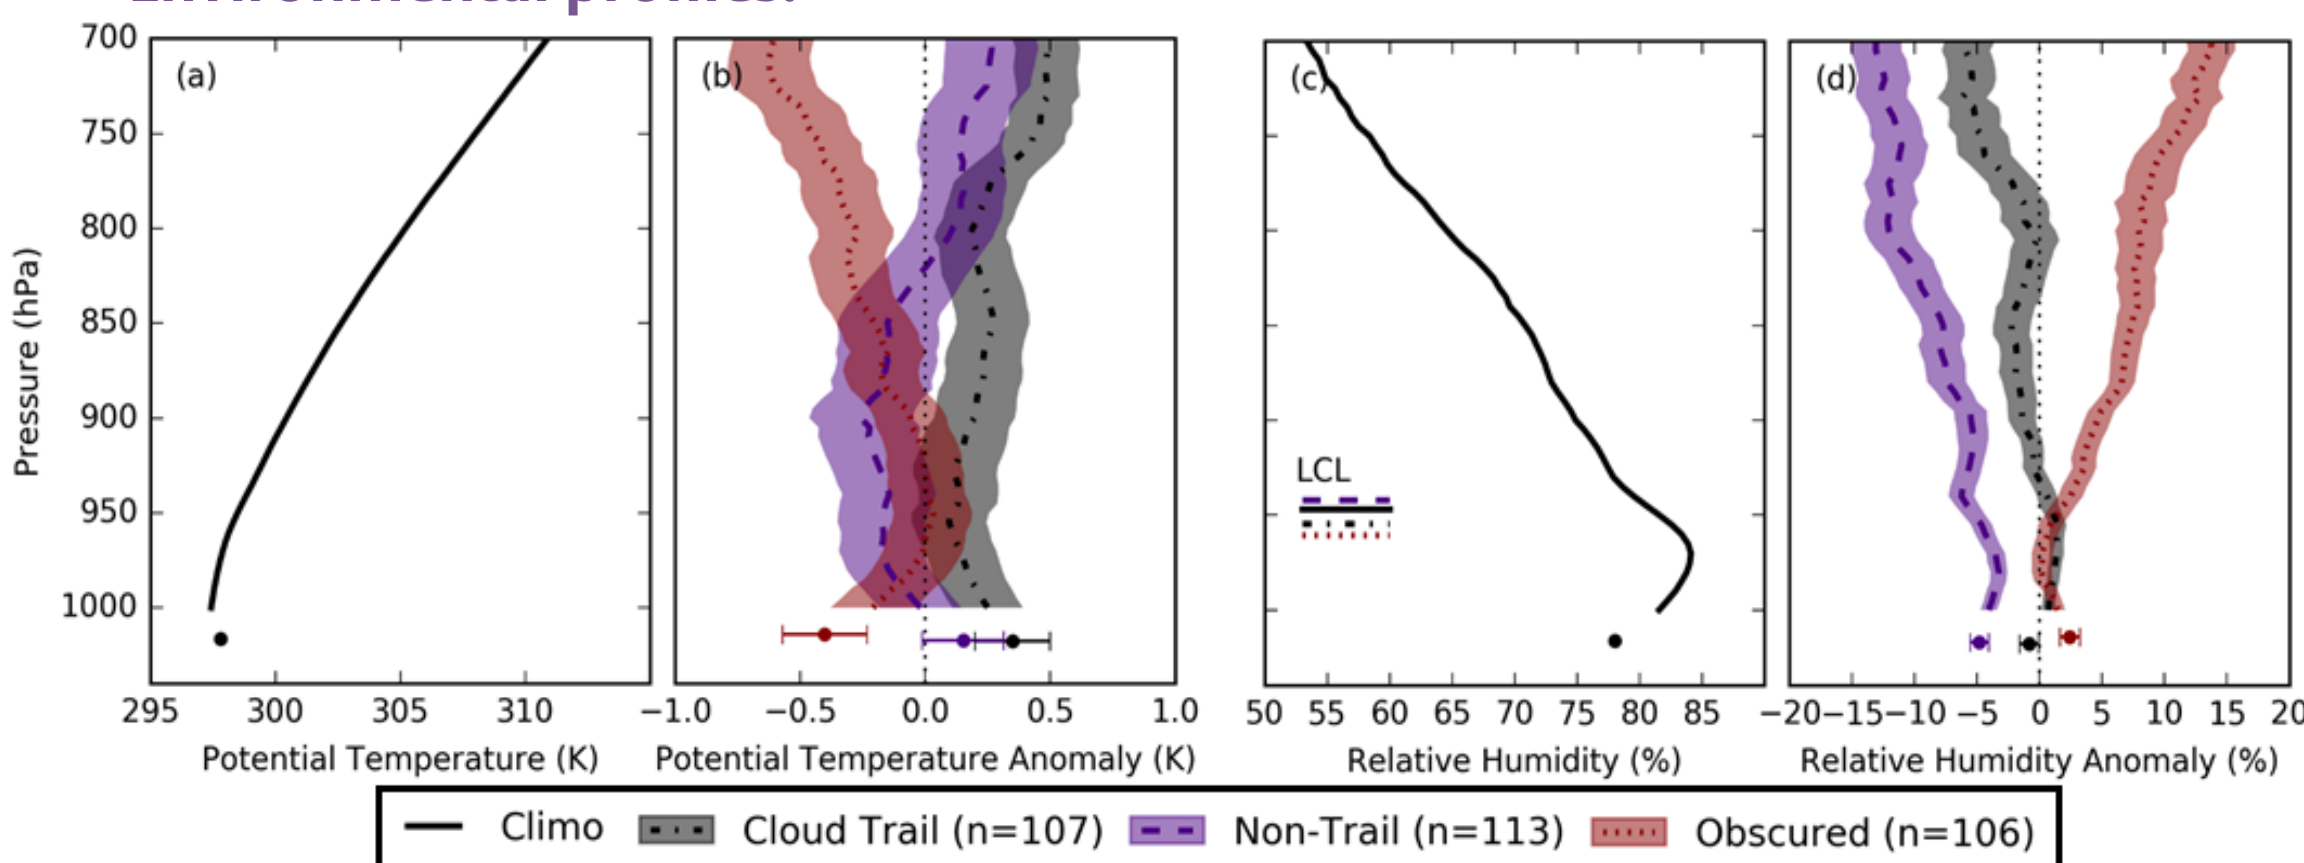 Environmental profiles:
(a)
(b)
(c)
(d)
Pressure (hPa)
700
750
800
850
900
950
1000
295 300 305 310
Potential Temperature (K)
−1.0 −0.5 0.0 0.5 1.0
Potential Temperature Anomaly (K)
LCL
50 55 60 65 70 75 80 85
Relative Humidity (%)
−20 −15 −10 −5 0 5 10 15 20
Relative Humidity Anomaly (%)
Climo Cloud Trail (n=107) Non-Trail (n=113) Obscured (n=106)